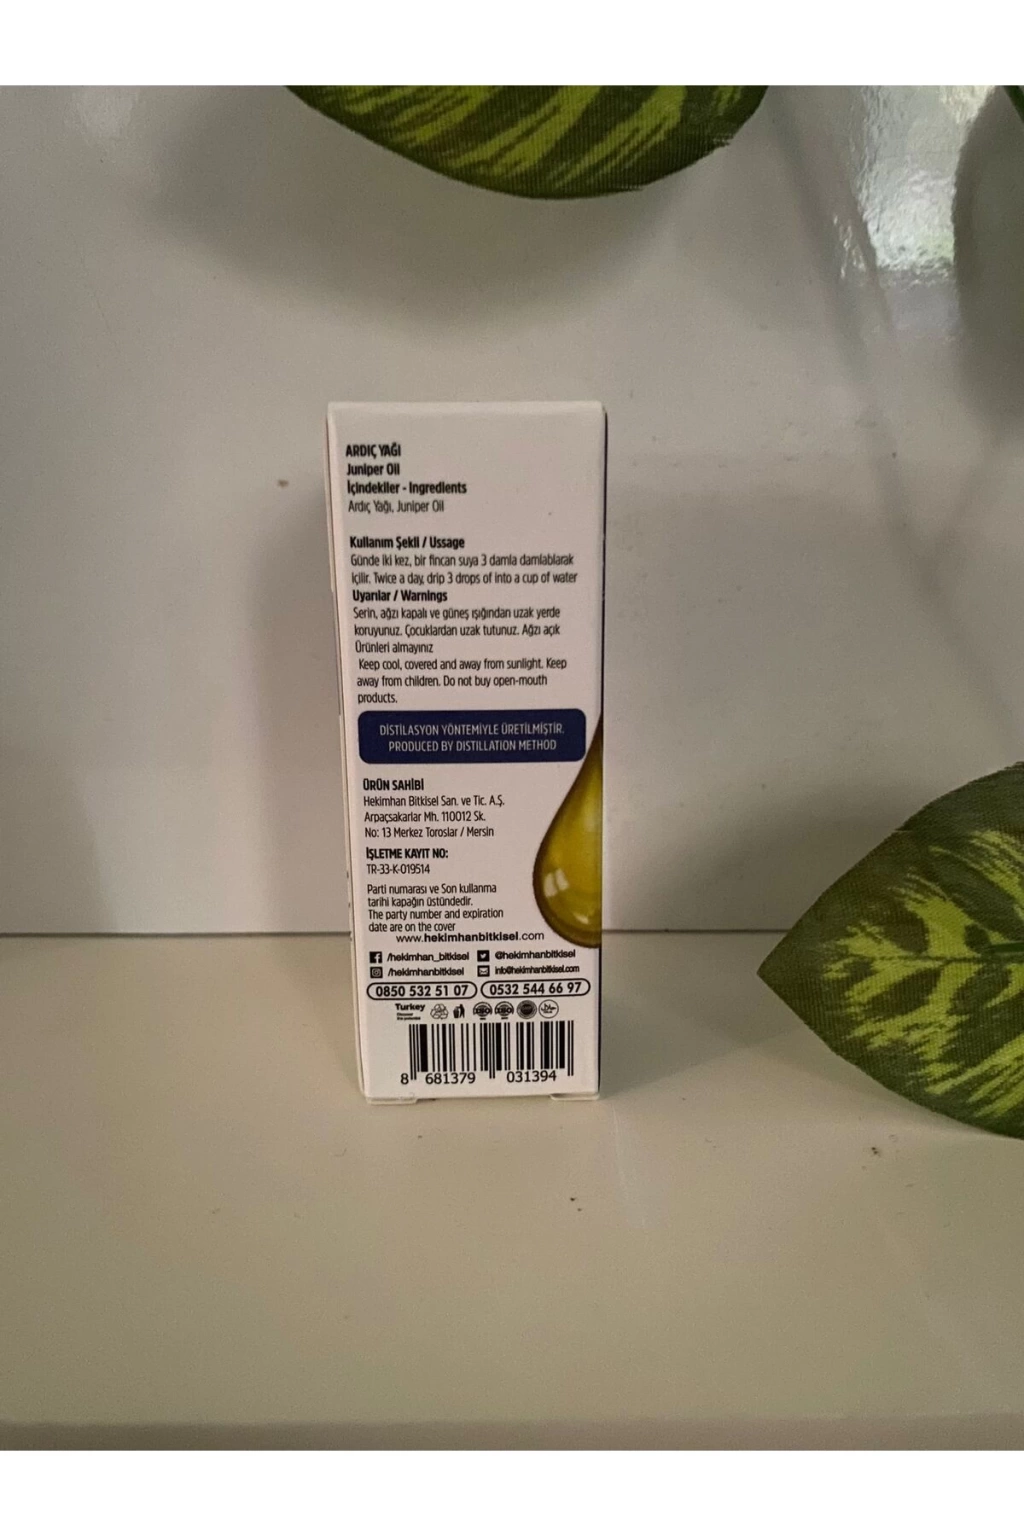 ARDIÇ YAĞI
Juniper Oil
İçindekiler - Ingredients
Ardıç Yağı, Juniper Oil
Kullanım Şekli / Ussage
Günde iki kez, bir fincan suya 3 damla damlablarak
içilir. Twice a day, drip 3 drops of into a cup of water
Uyarılar / Warnings
Serin, ağzı kapalı ve güneş ışığından uzak yerde
koruyunuz. Çocuklardan uzak tutunuz. Ağzı açık
Ürünleri almayınız
Keep cool, covered and away from sunlight. Keep
away from children. Do not buy open-mouth
products.
DİSTİLASYON YÖNTEMİYLE ÜRETİLMİŞTİR.
PRODUCED BY DISTILLATION METHOD
ÜRÜN SAHİBİ
Hekimhan Bitkisel San. ve Tic. A.Ş.
Arpaçsakarlar Mh. 110012 Sk.
No: 13 Merkez Toroslar / Mersin
İŞLETME KAYIT NO:
TR-33-K-019514
Parti numarası ve Son kullanma
tarihi kapağın üstündedir.
The party number and expiration
date are on the cover
www.hekimhanbitkisel.com
/hekimhan_bitkisel @hekimhanbitkisel
/hekimhanbitkisel info@hekimhanbitkisel.com
0850 532 51 07 0532 544 66 97
Turkey
8 681379 031394